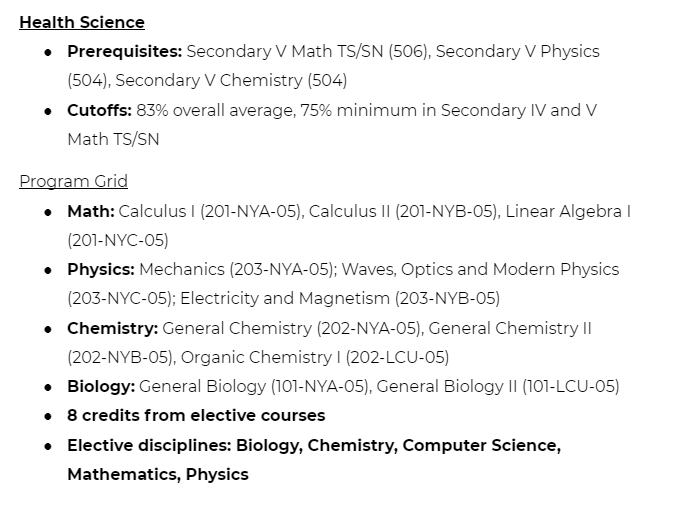 Health Science
● Prerequisites: Secondary V Math TS/SN (506), Secondary V Physics
(504), Secondary V Chemistry (504)
● Cutoffs: 83% overall average, 75% minimum in Secondary IV and V
Math TS/SN
Program Grid
● Math: Calculus I (201-NYA-05), Calculus II (201-NYB-05), Linear Algebra I
(201-NYC-05)
● Physics: Mechanics (203-NYA-05); Waves, Optics and Modern Physics
(203-NYC-05); Electricity and Magnetism (203-NYB-05)
● Chemistry: General Chemistry (202-NYA-05), General Chemistry II
(202-NYB-05), Organic Chemistry I (202-LCU-05)
● Biology: General Biology (101-NYA-05), General Biology II (101-LCU-05)
● 8 credits from elective courses
● Elective disciplines: Biology, Chemistry, Computer Science,
Mathematics, Physics